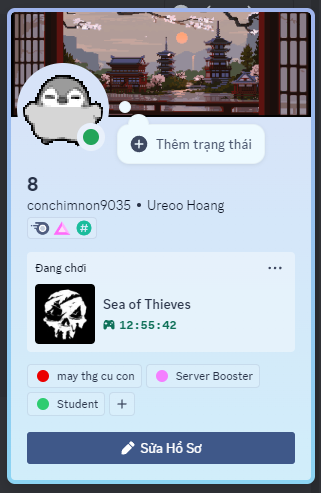 Thêm trạng thái
8
conchimnon9035 • Ureoo Hoang
#
Đang chơi
Sea of Thieves
12:55:42
may thg cu con
Server Booster
Student
+
Sửa Hồ Sơ